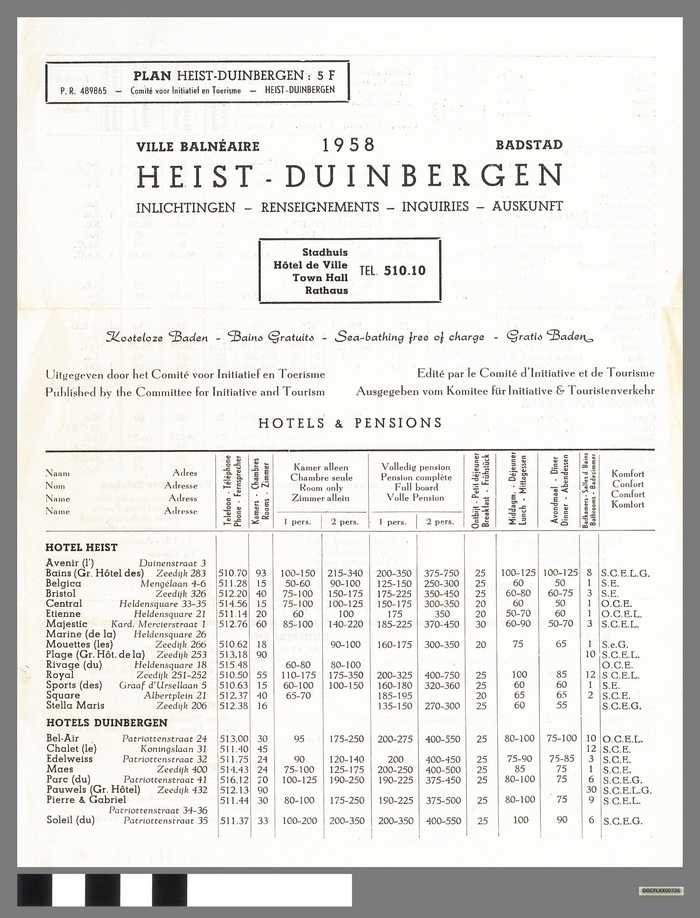 PLAN HEIST-DUINBERGEN : 5 F
P. R. 489865 — Comité voor Initiatief en Toerisme — HEIST-DUINBERGEN
VILLE BALNÉAIRE 1958 BADSTAD
HEIST - DUINBERGEN
INLICHTINGEN – RENSEIGNEMENTS – INQUIRIES – AUSKUNFT
Stadhuis
Hôtel de Ville
Town Hall
Rathaus
TEL. 510.10
Kosteloze Baden - Bains Gratuits - Sea-bathing free of charge - Gratis Baden
Uitgegeven door het Comité voor Initiatief en Toerisme
Published by the Committee for Initiative and Tourism
Edité par le Comité d'Initiative et de Tourisme
Ausgegeben vom Komitee für Initiative & Touristenverkehr
HOTELS & PENSIONS
Naam Adres
Nom Adresse
Name Address
Name Adresse
Telefoon - Téléphone
Phone - Fernsprecher
Kamers - Chambres
Rooms - Zimmer
Kamer alleen
Chambre seule
Room only
Zimmer allein
1 pers. 2 pers.
Volledig pension
Pension complète
Full board
Volle Pension
1 pers. 2 pers.
Ontbijt - Petit déjeuner
Breakfast - Frühstück
Middagm. - Déjeuner
Lunch - Mittagessen
Avondmaal - Dîner
Dinner - Abendessen
Badkamers - Salles d. Bains
Bathrooms - Badezimmer
Komfort
Confort
Comfort
Komfort
HOTEL HEIST
Avenir (l') Duinenstraat 3
Bains (Gr. Hôtel des) Zeedijk 283 510.70 93 100-150 215-340 200-350 375-750 25 100-125 100-125 8 S.C.E.L.G.
Belgica Mengelaan 4-6 511.28 15 50-60 90-100 125-150 250-300 25 60 50 1 S.E.
Bristol Zeedijk 326 512.20 40 75-100 150-175 175-225 350-450 25 60-80 60-75 3 S.E.
Central Heldensquare 33-35 514.56 15 75-100 100-125 150-175 300-350 20 60 50 1 O.C.E.
Etienne Heldensquare 21 511.14 20 60 100 175 350 20 50-70 60 1 O.C.E.L.
Majestic Kard. Mercierstraat 1 512.76 60 85-100 140-220 185-225 370-450 30 60-90 50-70 3 S.C.E.L.
Marine (de la) Heldensquare 26
Mouettes (les) Zeedijk 266 510.62 18 90-100 160-175 300-350 20 75 65 1 S.e.G.
Plage (Gr. Hôt. de la) Zeedijk 253 513.18 90 10 S.C.E.L.
Rivage (du) Heldensquare 18 515.48 60-80 80-100 O.C.E.
Royal Zeedijk 251-252 510.50 55 110-175 175-350 200-325 400-750 25 100 85 12 S.C.E.L.
Sports (des) Graaf d'Ursellaan 5 510.63 15 60-100 100-150 160-180 320-360 25 60 60 1 S.E.
Square Albertplein 21 512.37 40 65-70 185-195 20 65 65 2 S.C.E.
Stella Maris Zeedijk 206 512.38 16 135-150 270-300 25 60 55 S.C.E.G.
HOTELS DUINBERGEN
Bel-Air Patriottenstraat 24 513.00 30 95 175-250 200-275 400-550 25 80-100 75-100 10 O.C.E.L.
Chalet (le) Koningslaan 31 511.40 45 12 S.C.E.
Edelweiss Patriottenstraat 32 511.75 24 90 120-140 200 400-450 25 75-90 75-85 3 S.C.E.
Maes Zeedijk 400 514.43 24 75-100 125-175 200-250 400-500 25 85 75 1 S.C.E.
Parc (du) Patriottenstraat 41 516.12 70 100-125 190-250 190-225 375-450 25 80-100 75 6 S.C.E.G.
Pauwels (Gr. Hôtel) Zeedijk 432 512.13 90 30 S.C.E.L.G.
Pierre & Gabriel 511.44 30 80-100 175-250 190-225 375-500 25 80-100 75 9 S.C.E.L.
Patriottenstraat 34-36
Soleil (du) Patriottenstraat 35 511.37 33 100-200 200-350 200-350 400-550 25 100 90 6 S.C.E.G.